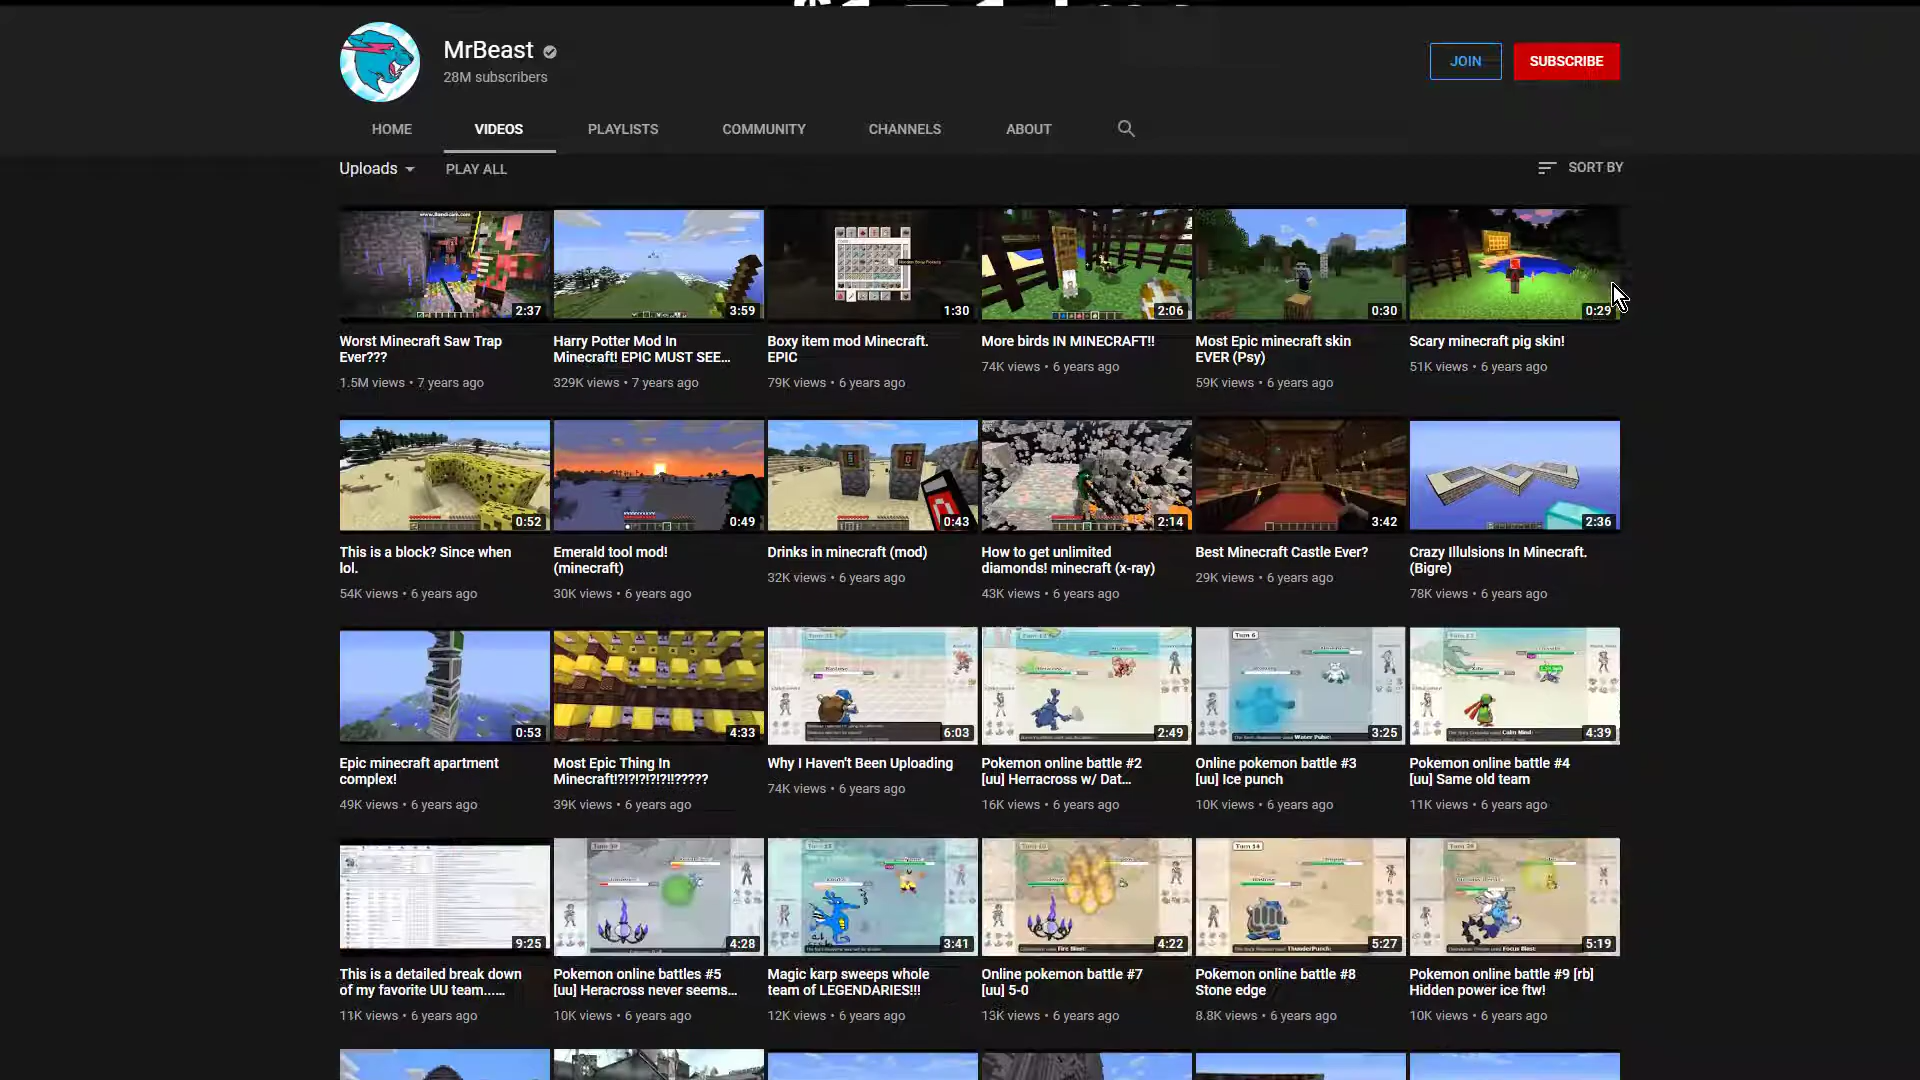 MrBeast
28M subscribers
JOIN
SUBSCRIBE
HOME
VIDEOS
PLAYLISTS
COMMUNITY
CHANNELS
ABOUT
Uploads
PLAY ALL
SORT BY
2:37
3:59
1:30
2:06
0:30
0:29
Worst Minecraft Saw Trap
Ever???
1.5M views • 7 years ago
Harry Potter Mod In
Minecraft! EPIC MUST SEE...
329K views • 7 years ago
Boxy item mod Minecraft.
EPIC
79K views • 6 years ago
More birds IN MINECRAFT!!
74K views • 6 years ago
Most Epic minecraft skin
EVER (Psy)
59K views • 6 years ago
Scary minecraft pig skin!
51K views • 6 years ago
0:52
0:49
0:43
2:14
3:42
2:36
This is a block? Since when
lol.
54K views • 6 years ago
Emerald tool mod!
(minecraft)
30K views • 6 years ago
Drinks in minecraft (mod)
32K views • 6 years ago
How to get unlimited
diamonds! minecraft (x-ray)
43K views • 6 years ago
Best Minecraft Castle Ever?
29K views • 6 years ago
Crazy Illulsions In Minecraft.
(Bigre)
78K views • 6 years ago
0:53
4:33
6:03
2:49
Turn 6
Water Pulse
3:25
Calm Mind
4:39
Epic minecraft apartment
complex!
49K views • 6 years ago
Most Epic Thing In
Minecraft!?!?!?!?!?!!?????
39K views • 6 years ago
Why I Haven't Been Uploading
74K views • 6 years ago
Pokemon online battle #2
[uu] Herracross w/ Dat...
16K views • 6 years ago
Online pokemon battle #3
[uu] Ice punch
10K views • 6 years ago
Pokemon online battle #4
[uu] Same old team
11K views • 6 years ago
9:25
4:28
3:41
Fire Blast
4:22
Turn 14
ThunderPunch
5:27
Focus Blast
5:19
This is a detailed break down
of my favorite UU team......
11K views • 6 years ago
Pokemon online battles #5
[uu] Heracross never seems...
10K views • 6 years ago
Magic karp sweeps whole
team of LEGENDARIES!!!
12K views • 6 years ago
Online pokemon battle #7
[uu] 5-0
13K views • 6 years ago
Pokemon online battle #8
Stone edge
8.8K views • 6 years ago
Pokemon online battle #9 [rb]
Hidden power ice ftw!
10K views • 6 years ago